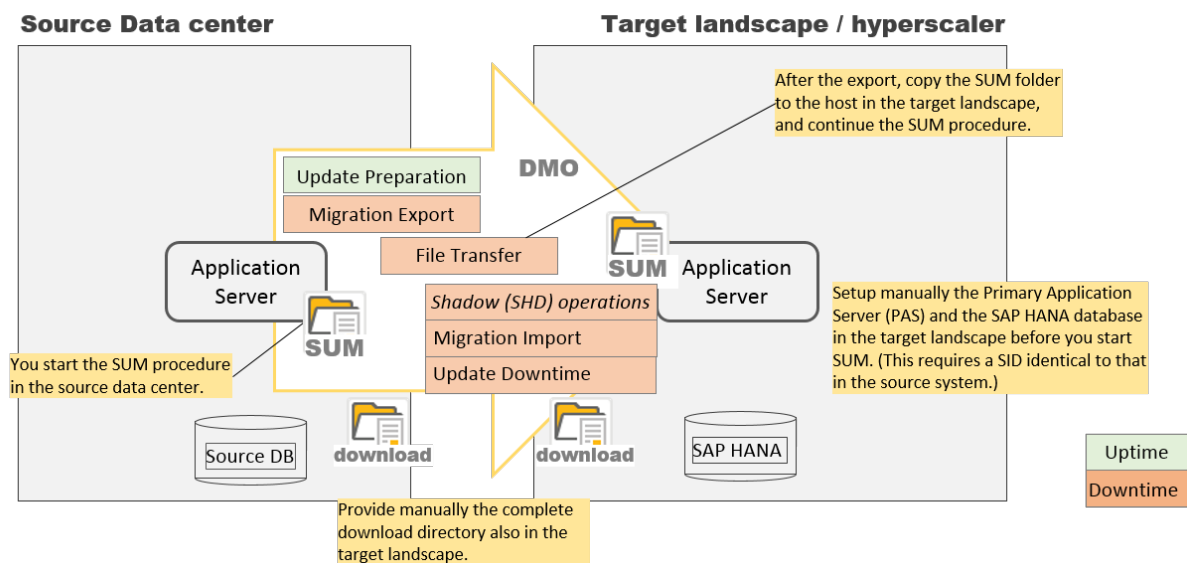 Source Data center
Target landscape / hyperscaler
After the export, copy the SUM folder
to the host in the target landscape,
and continue the SUM procedure.
DMO
Update Preparation
Migration Export
File Transfer
SUM
Application
Server
Application
Server
Shadow (SHD) operations
Migration Import
Update Downtime
SUM
Setup manually the Primary Application
Server (PAS) and the SAP HANA database
in the target landscape before you start
SUM. (This requires a SID identical to that
in the source system.)
You start the SUM procedure
in the source data center.
Source DB
download
download
SAP HANA
Uptime
Downtime
Provide manually the complete
download directory also in the
target landscape.